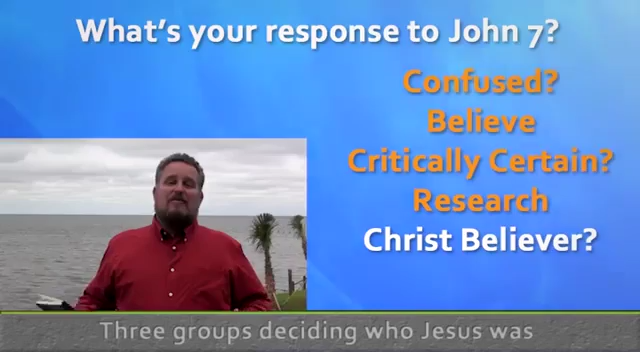 What's your response to John 7?
Confused?
Believe
Critically Certain?
Research
Christ Believer?
Three groups deciding who Jesus was